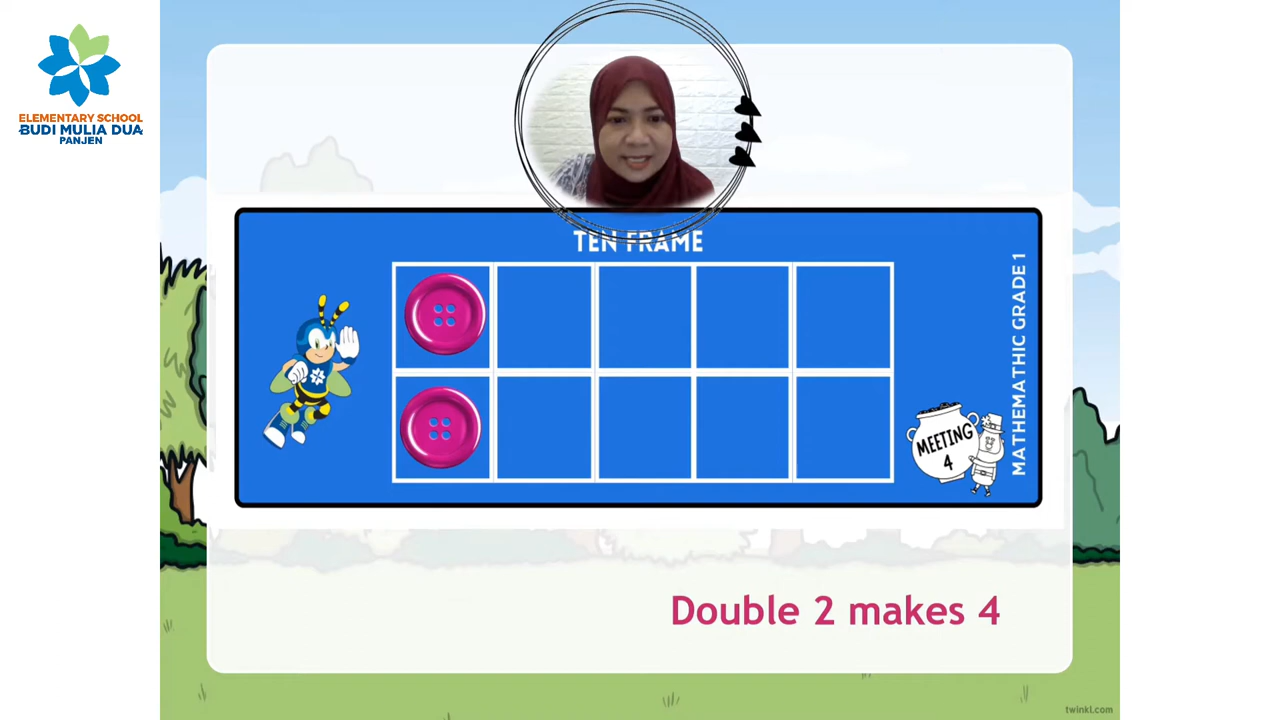 ELEMENTARY SCHOOL
BUDI MULIA DUA
PANJEN
TEN FRAME
MATHEMATHIC GRADE 1
MEETING
4
Double 2 makes 4
twinkl.com